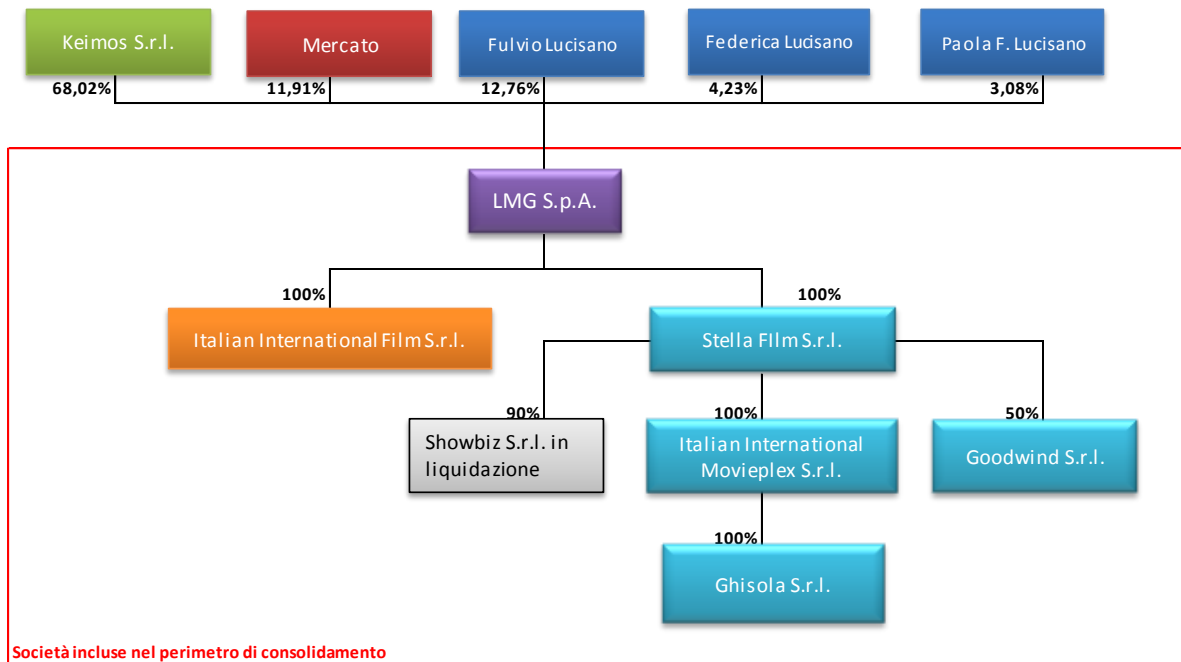 Keimos S.r.l.
Mercato
Fulvio Lucisano
Federica Lucisano
Paola F. Lucisano
68,02%
11,91%
12,76%
4,23%
3,08%
LMG S.p.A.
100%
100%
Italian International Film S.r.l.
Stella FIlm S.r.l.
90%
100%
50%
Showbiz S.r.l. in
liquidazione
Italian International
Movieplex S.r.l.
Goodwind S.r.l.
100%
Ghisola S.r.l.
Società incluse nel perimetro di consolidamento